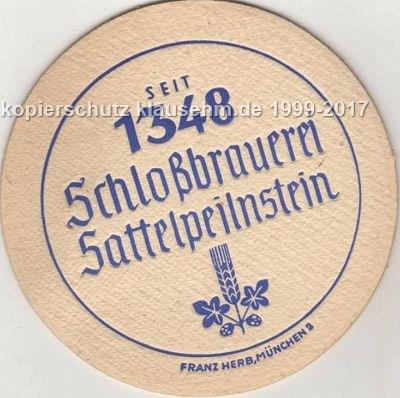 SEIT
1348
Schloßbrauerei
Sattelpeilnstein
FRANZ HERB, MÜNCHEN 2
kopierschutz klausehm.de 1999-2017